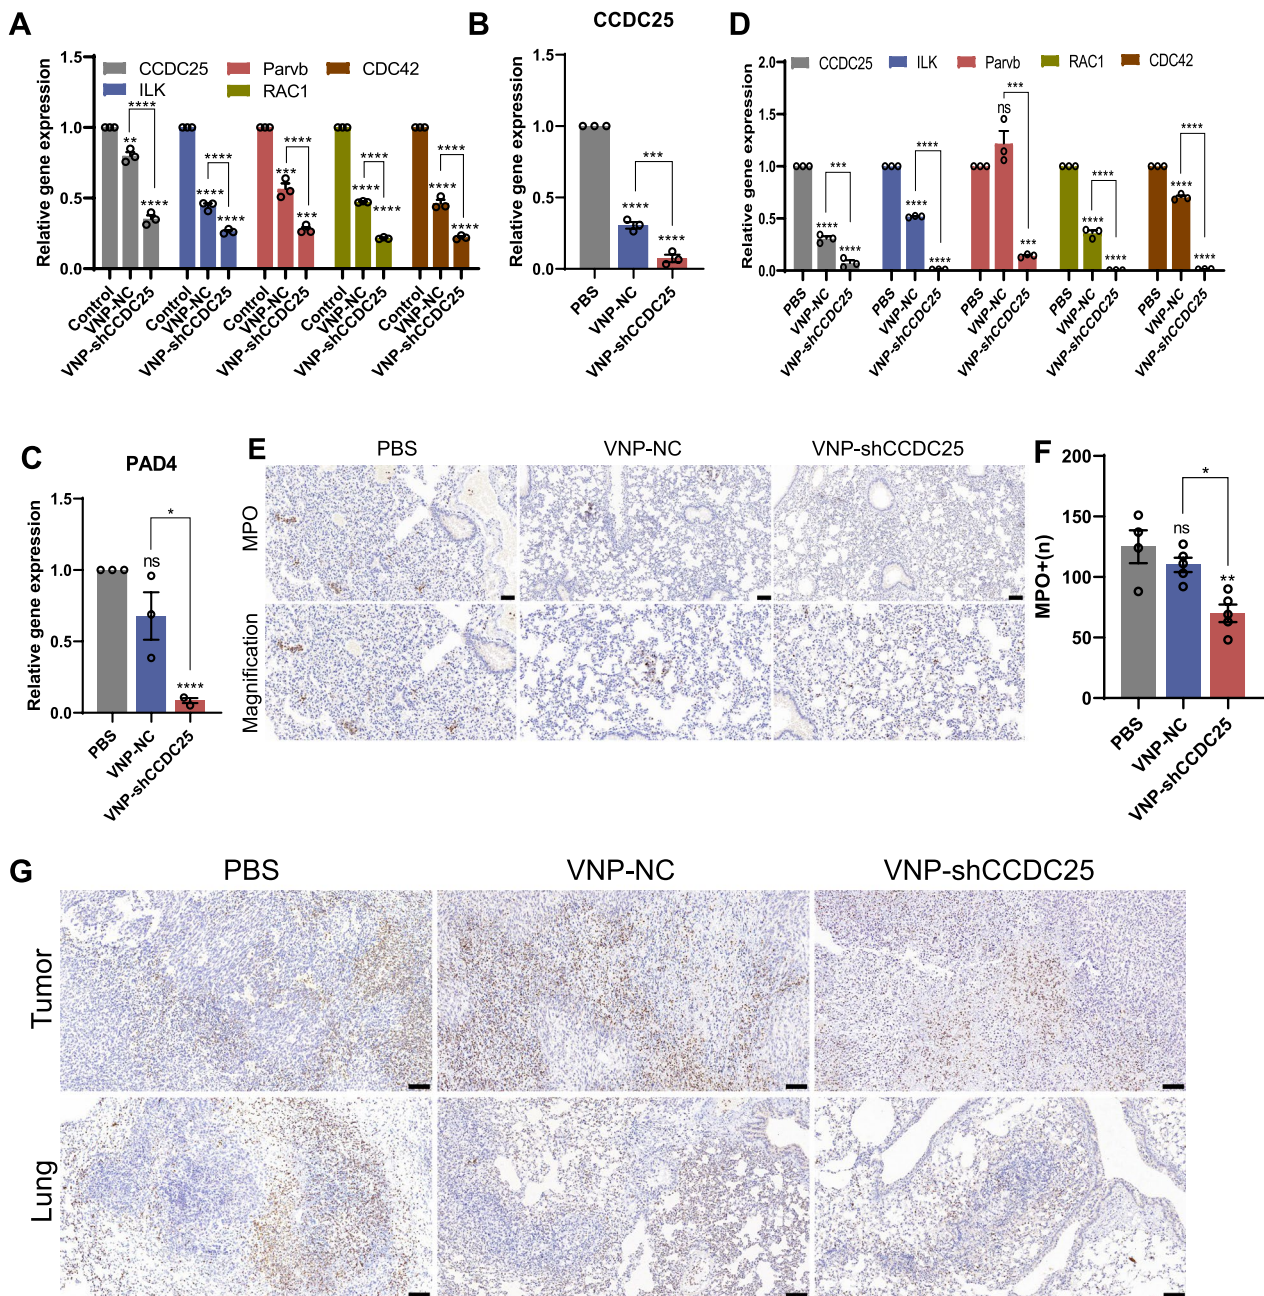 A
Relative gene expression
1.5
1.0
0.5
0.0
CCDC25
Parvb
CDC42
ILK
RAC1
**
****
****
****
****
****
***
***
****
****
****
****
****
****
****
Control
VNP-NC
VNP-shCCDC25
Control
VNP-NC
VNP-shCCDC25
Control
VNP-NC
VNP-shCCDC25
Control
VNP-NC
VNP-shCCDC25
Control
VNP-NC
VNP-shCCDC25
B
CCDC25
Relative gene expression
1.5
1.0
0.5
0.0
****
***
****
PBS
VNP-NC
VNP-shCCDC25
D
Relative gene expression
2.0
1.5
1.0
0.5
0.0
CCDC25
ILK
Parvb
RAC1
CDC42
****
***
****
****
****
****
ns
***
***
****
****
****
****
****
****
PBS
VNP-NC
VNP-shCCDC25
PBS
VNP-NC
VNP-shCCDC25
PBS
VNP-NC
VNP-shCCDC25
PBS
VNP-NC
VNP-shCCDC25
PBS
VNP-NC
VNP-shCCDC25
C
PAD4
Relative gene expression
1.5
1.0
0.5
0.0
ns
*
****
PBS
VNP-NC
VNP-shCCDC25
E
PBS
VNP-NC
VNP-shCCDC25
MPO
Magnification
F
MPO+(n)
200
150
100
50
0
ns
*
**
PBS
VNP-NC
VNP-shCCDC25
G
PBS
VNP-NC
VNP-shCCDC25
Tumor
Lung